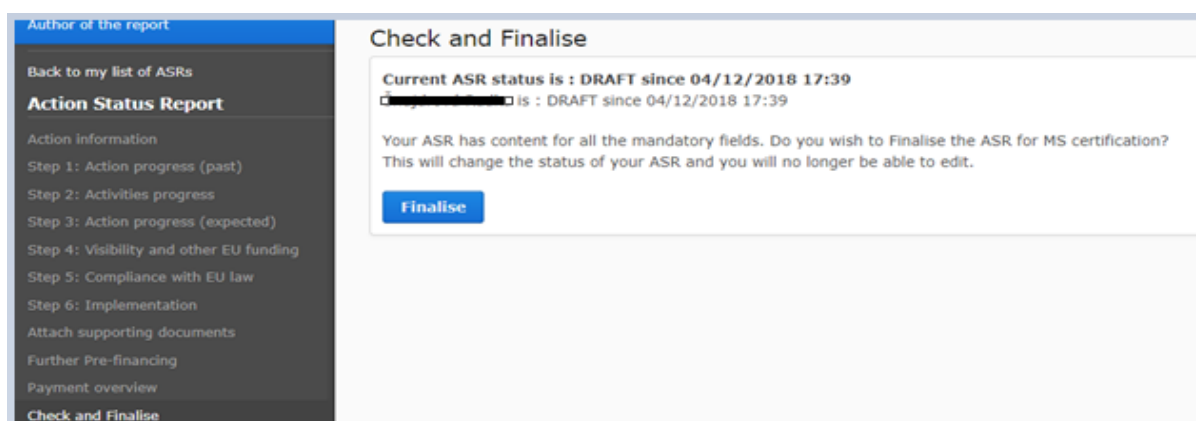 Author of the report
Back to my list of ASRs
Action Status Report
Action information
Step 1: Action progress (past)
Step 2: Activities progress
Step 3: Action progress (expected)
Step 4: Visibility and other EU funding
Step 5: Compliance with EU law
Step 6: Implementation
Attach supporting documents
Further Pre-financing
Payment overview
Check and Finalise
Check and Finalise
Current ASR status is : DRAFT since 04/12/2018 17:39
is : DRAFT since 04/12/2018 17:39
Your ASR has content for all the mandatory fields. Do you wish to Finalise the ASR for MS certification?
This will change the status of your ASR and you will no longer be able to edit.
Finalise